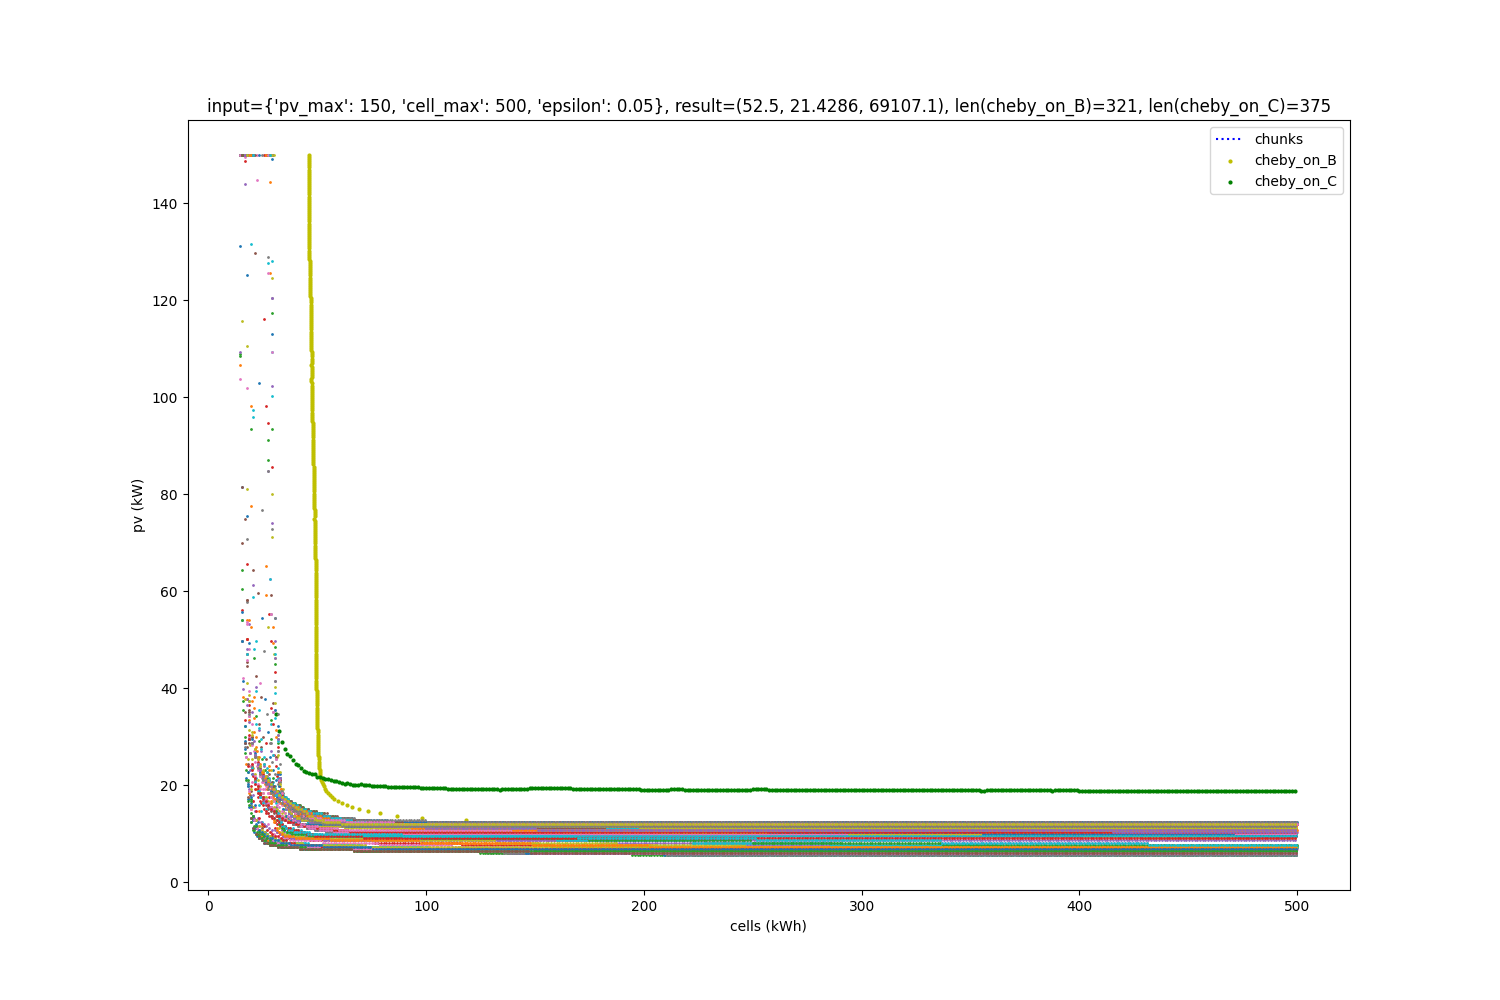 input={'pv_max': 150, 'cell_max': 500, 'epsilon': 0.05}, result=(52.5, 21.4286, 69107.1), len(cheby_on_B)=321, len(cheby_on_C)=375
chunks
cheby_on_B
cheby_on_C
140
120
100
80
60
40
20
0
pv (kW)
0 100 200 300 400 500
cells (kWh)